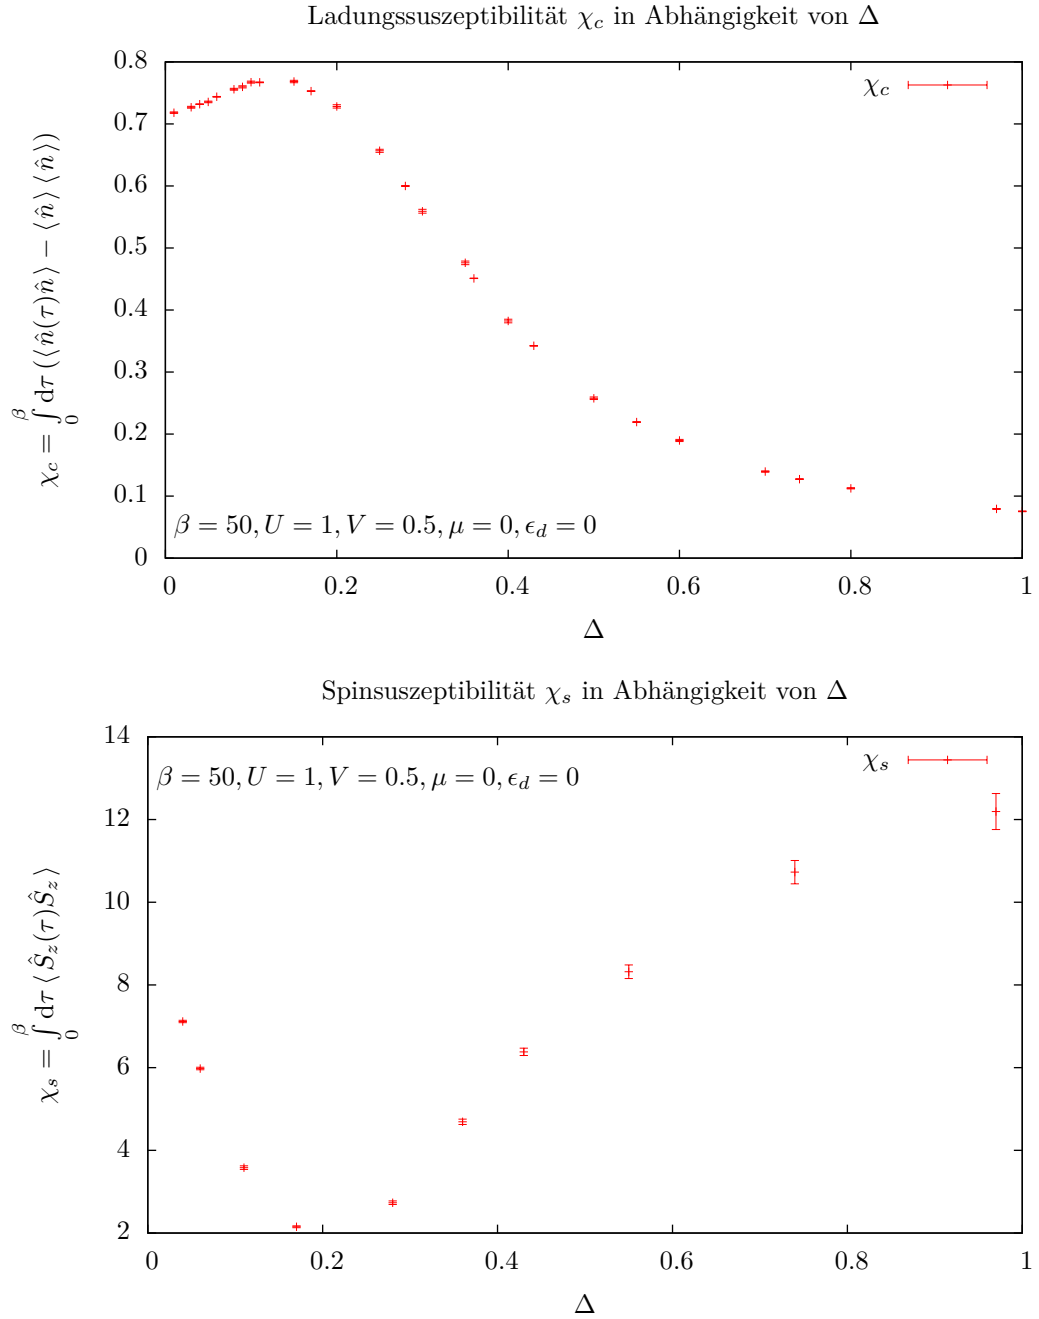 Ladungssuszeptibilität χ_c in Abhängigkeit von Δ
χ_c = ∫_0^β dτ (⟨n̂(τ)n̂⟩ − ⟨n̂⟩ ⟨n̂⟩)
0.8
0.7
0.6
0.5
0.4
0.3
0.2
0.1
0
χ_c
β = 50, U = 1, V = 0.5, μ = 0, ϵ_d = 0
0 0.2 0.4 0.6 0.8 1
Δ
Spinsuszeptibilität χ_s in Abhängigkeit von Δ
χ_s = ∫_0^β dτ ⟨Ŝ_z(τ)Ŝ_z⟩
14
12
10
8
6
4
2
β = 50, U = 1, V = 0.5, μ = 0, ϵ_d = 0
χ_s
0 0.2 0.4 0.6 0.8 1
Δ